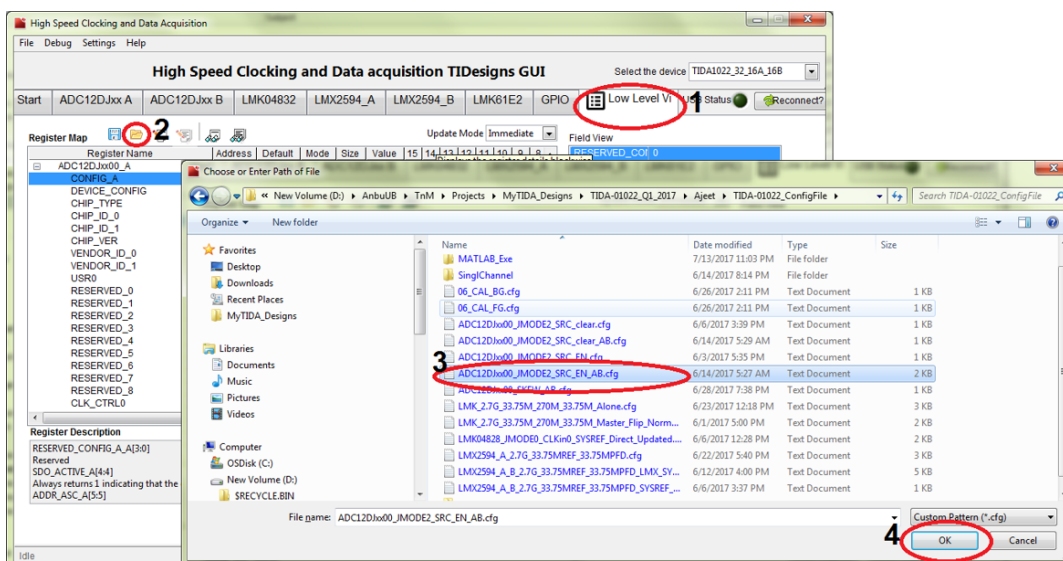 High Speed Clocking and Data Acquisition
File Debug Settings Help
High Speed Clocking and Data acquisition TIDesigns GUI
Select the device TIDA1022_32_16A_16B
Start ADC12DJxx A ADC12DJxx B LMK04832 LMX2594_A LMX2594_B LMK61E2 GPIO Low Level Vi USB Status Reconnect?
1
2
Register Map
Update Mode Immediate
Field View
Register Name Address Default Mode Size Value 15 14 13 12 11 10 9 8
RESERVED_CO 0
ADC12DJxx00_A
CONFIG_A
DEVICE_CONFIG
CHIP_TYPE
CHIP_ID_0
CHIP_ID_1
CHIP_VER
VENDOR_ID_0
VENDOR_ID_1
USR0
RESERVED_0
RESERVED_1
RESERVED_2
RESERVED_3
RESERVED_4
RESERVED_5
RESERVED_6
RESERVED_7
RESERVED_8
CLK_CTRL0
Register Description
RESERVED_CONFIG_A_A[3:0]
Reserved
SDO_ACTIVE_A[4:4]
Always returns 1 indicating that the
ADDR_ASC_A[5:5]
Idle
Choose or Enter Path of File
« New Volume (D:) AnbuUB TnM Projects MyTIDA_Designs TIDA-01022_Q1_2017 Ajeet TIDA-01022_ConfigFile
Search TIDA-01022_ConfigFile
Organize New folder
Favorites
Desktop
Downloads
Recent Places
MyTIDA_Designs
Libraries
Documents
Music
Pictures
Videos
Computer
OSDisk (C:)
New Volume (D:)
$RECYCLE.BIN
Name Date modified Type Size
MATLAB_Exe 7/13/2017 11:03 PM File folder
SinglChannel 6/14/2017 8:14 PM File folder
06_CAL_BG.cfg 6/26/2017 2:11 PM Text Document 1 KB
06_CAL_FG.cfg 6/26/2017 2:11 PM Text Document 1 KB
ADC12DJxx00_JMODE2_SRC_clear.cfg 6/6/2017 3:39 PM Text Document 1 KB
ADC12DJxx00_JMODE2_SRC_clear_AB.cfg 6/14/2017 5:29 AM Text Document 1 KB
3
ADC12DJxx00_JMODE2_SRC_EN.cfg 6/3/2017 5:35 PM Text Document 1 KB
ADC12DJxx00_JMODE2_SRC_EN_AB.cfg 6/14/2017 5:27 AM Text Document 2 KB
ADC12DJxx00_SKEW_AB.cfg 6/28/2017 7:38 PM Text Document 1 KB
LMK_2.7G_33.75M_270M_33.75M_Alone.cfg 6/23/2017 12:18 PM Text Document 3 KB
LMK_2.7G_33.75M_270M_33.75M_Master_Flip_Norm... 6/1/2017 5:00 PM Text Document 2 KB
LMK04828_JMODE0_CLKin0_SYSREF_Direct_Updated.... 6/6/2017 12:28 PM Text Document 2 KB
LMX2594_A_2.7G_33.75MREF_33.75MPFD.cfg 6/22/2017 5:40 PM Text Document 3 KB
LMX2594_A_B_2.7G_33.75MREF_33.75MPFD_LMX_SY... 6/12/2017 4:00 PM Text Document 5 KB
LMX2594_A_B_2.7G_33.75MREF_33.75MPFD_SYSREF_... 6/6/2017 3:37 PM Text Document 1 KB
File name: ADC12DJxx00_JMODE2_SRC_EN_AB.cfg
Custom Pattern (*.cfg)
4
OK Cancel